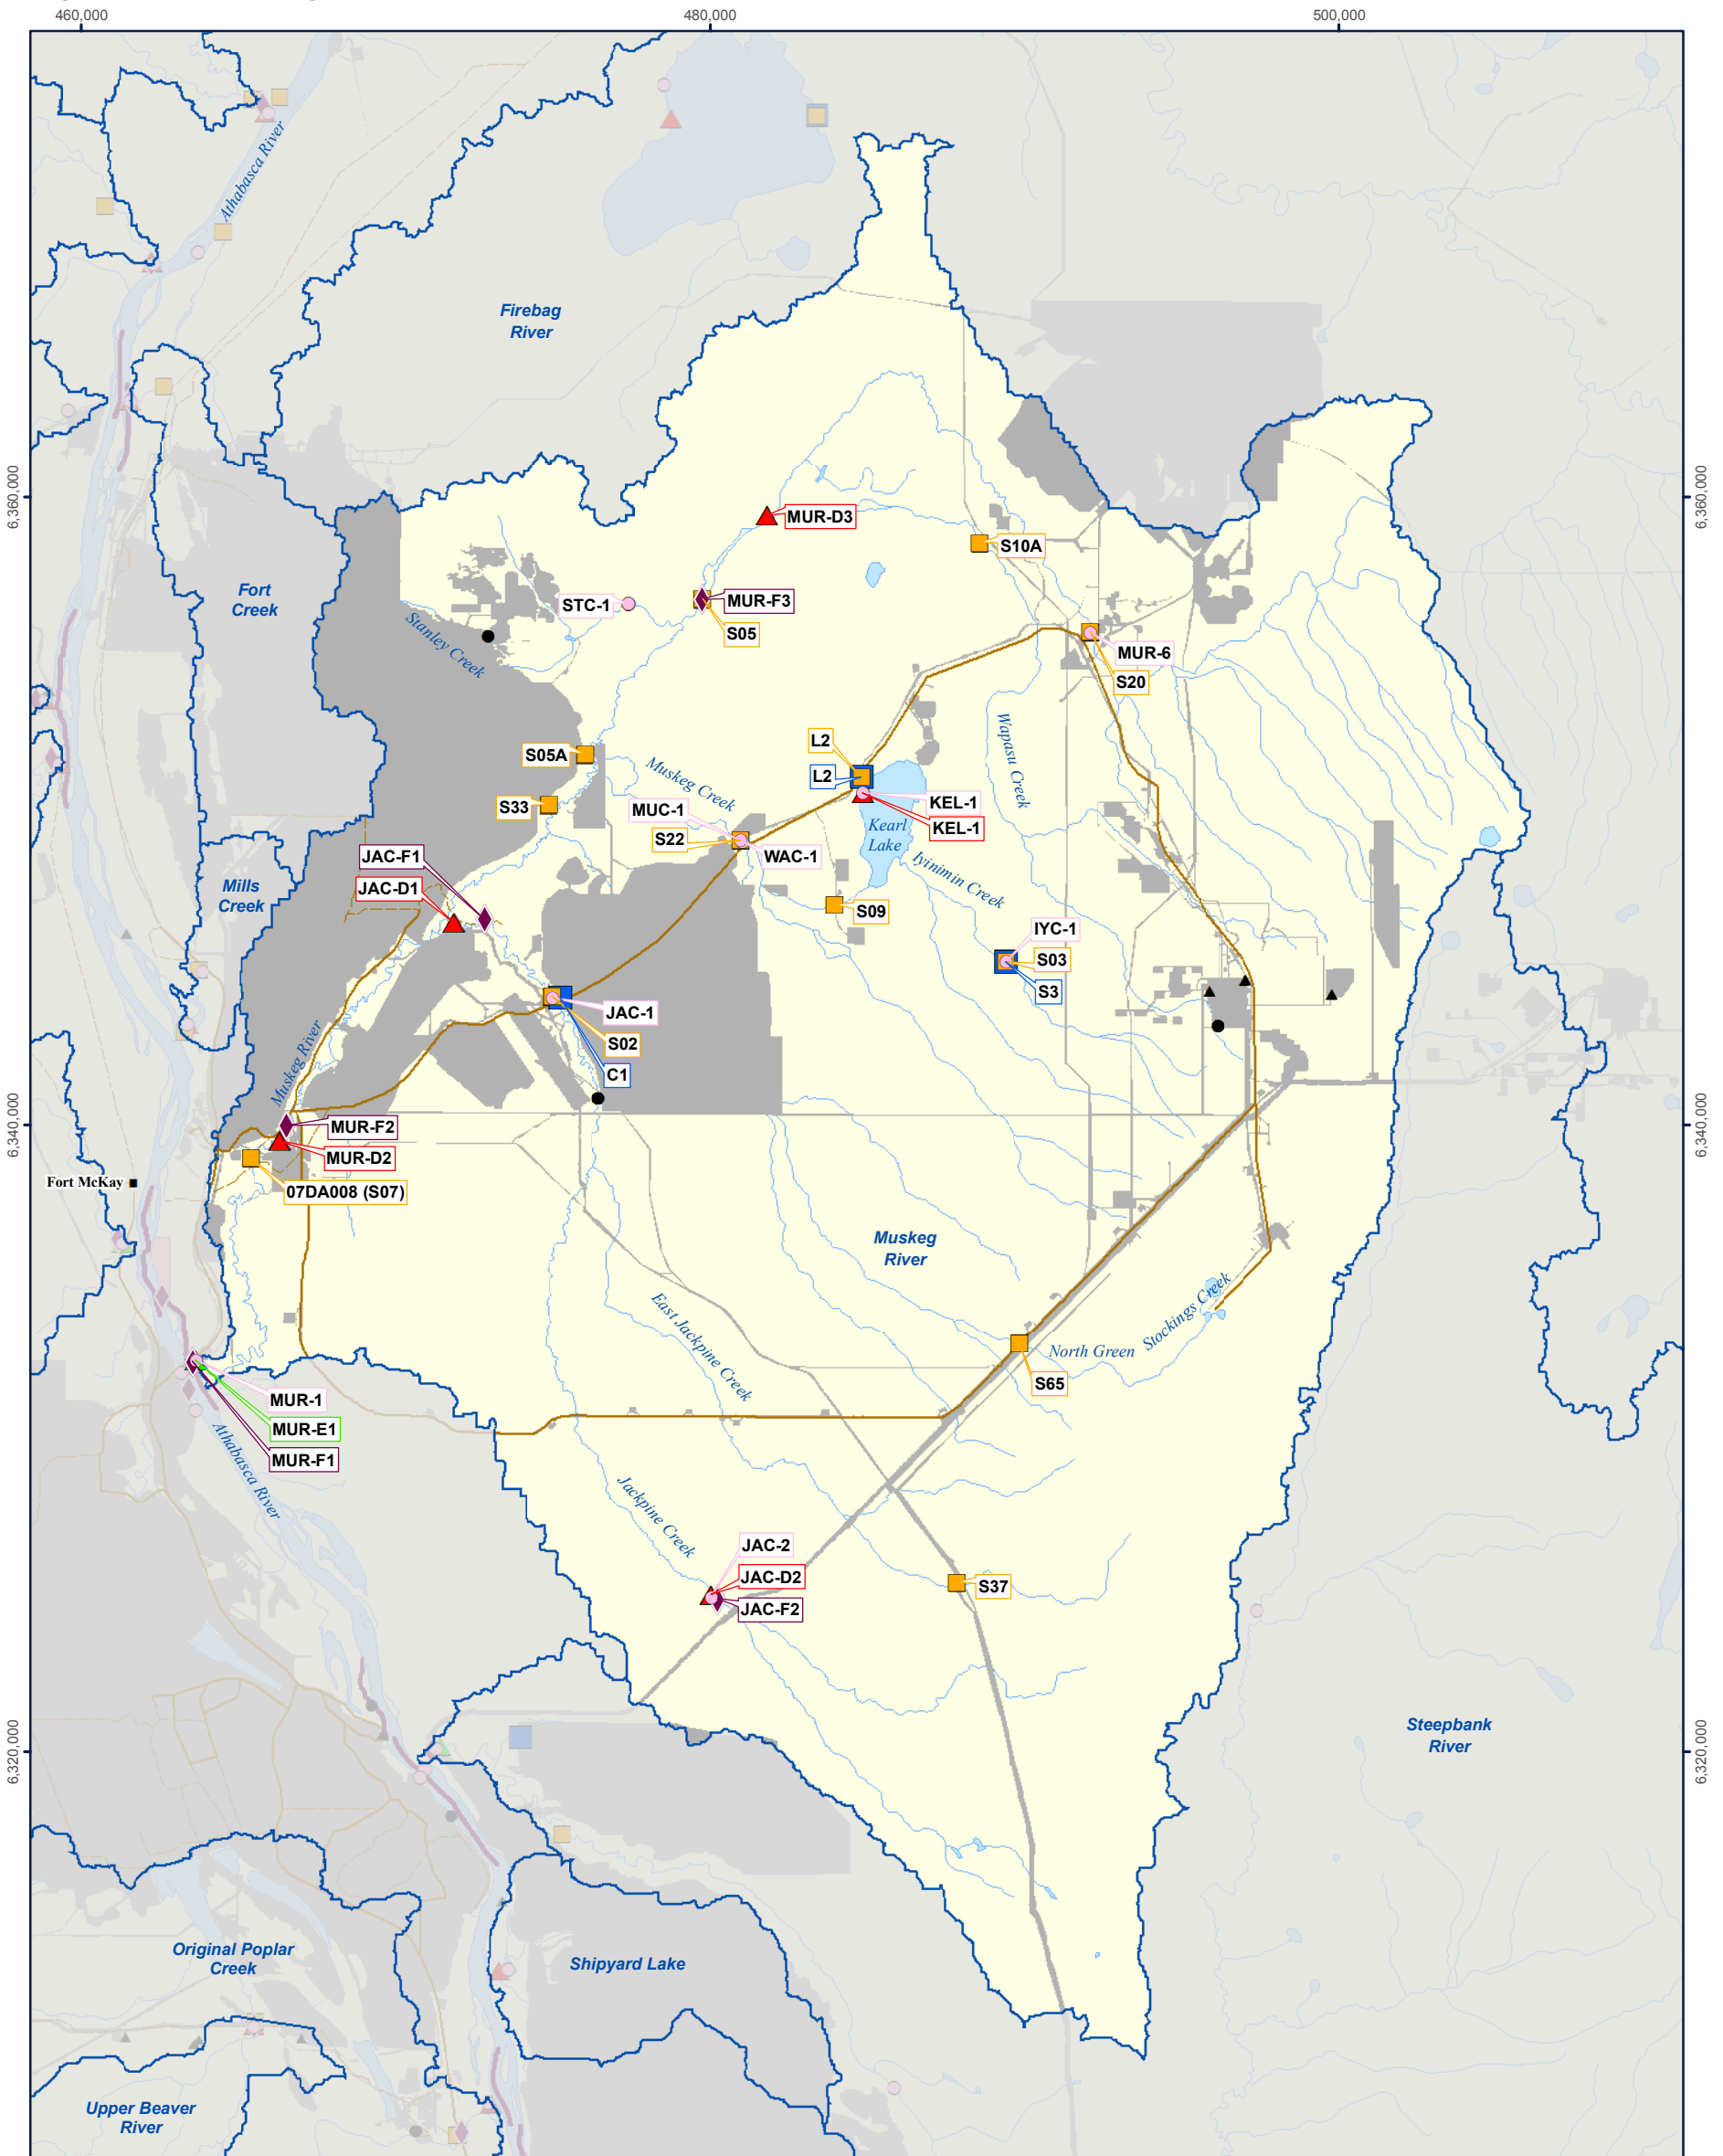 460,000
480,000
500,000
Athabasca River
Firebag
River
6,360,000
6,360,000
MUR-D3
S10A
Fort
Creek
STC-1
MUR-F3
S05
Stanley Creek
MUR-6
S20
Wapasu Creek
L2
S05A
Muskeg Creek
L2
S33
MUC-1
KEL-1
Kearl
Lake
KEL-1
S22
WAC-1
JAC-F1
Iyinimin Creek
JAC-D1
Mills
Creek
S09
IYC-1
S03
S3
JAC-1
S02
Muskeg River
C1
6,340,000
6,340,000
MUR-F2
MUR-D2
Fort McKay
07DA008 (S07)
Muskeg
River
Stockings Creek
East Jackpine Creek
North Green
S65
MUR-1
MUR-E1
MUR-F1
Athabasca River
Jackpine Creek
JAC-2
JAC-D2
JAC-F2
S37
Steepbank
River
6,320,000
6,320,000
Original Poplar
Creek
Shipyard Lake
Upper Beaver
River